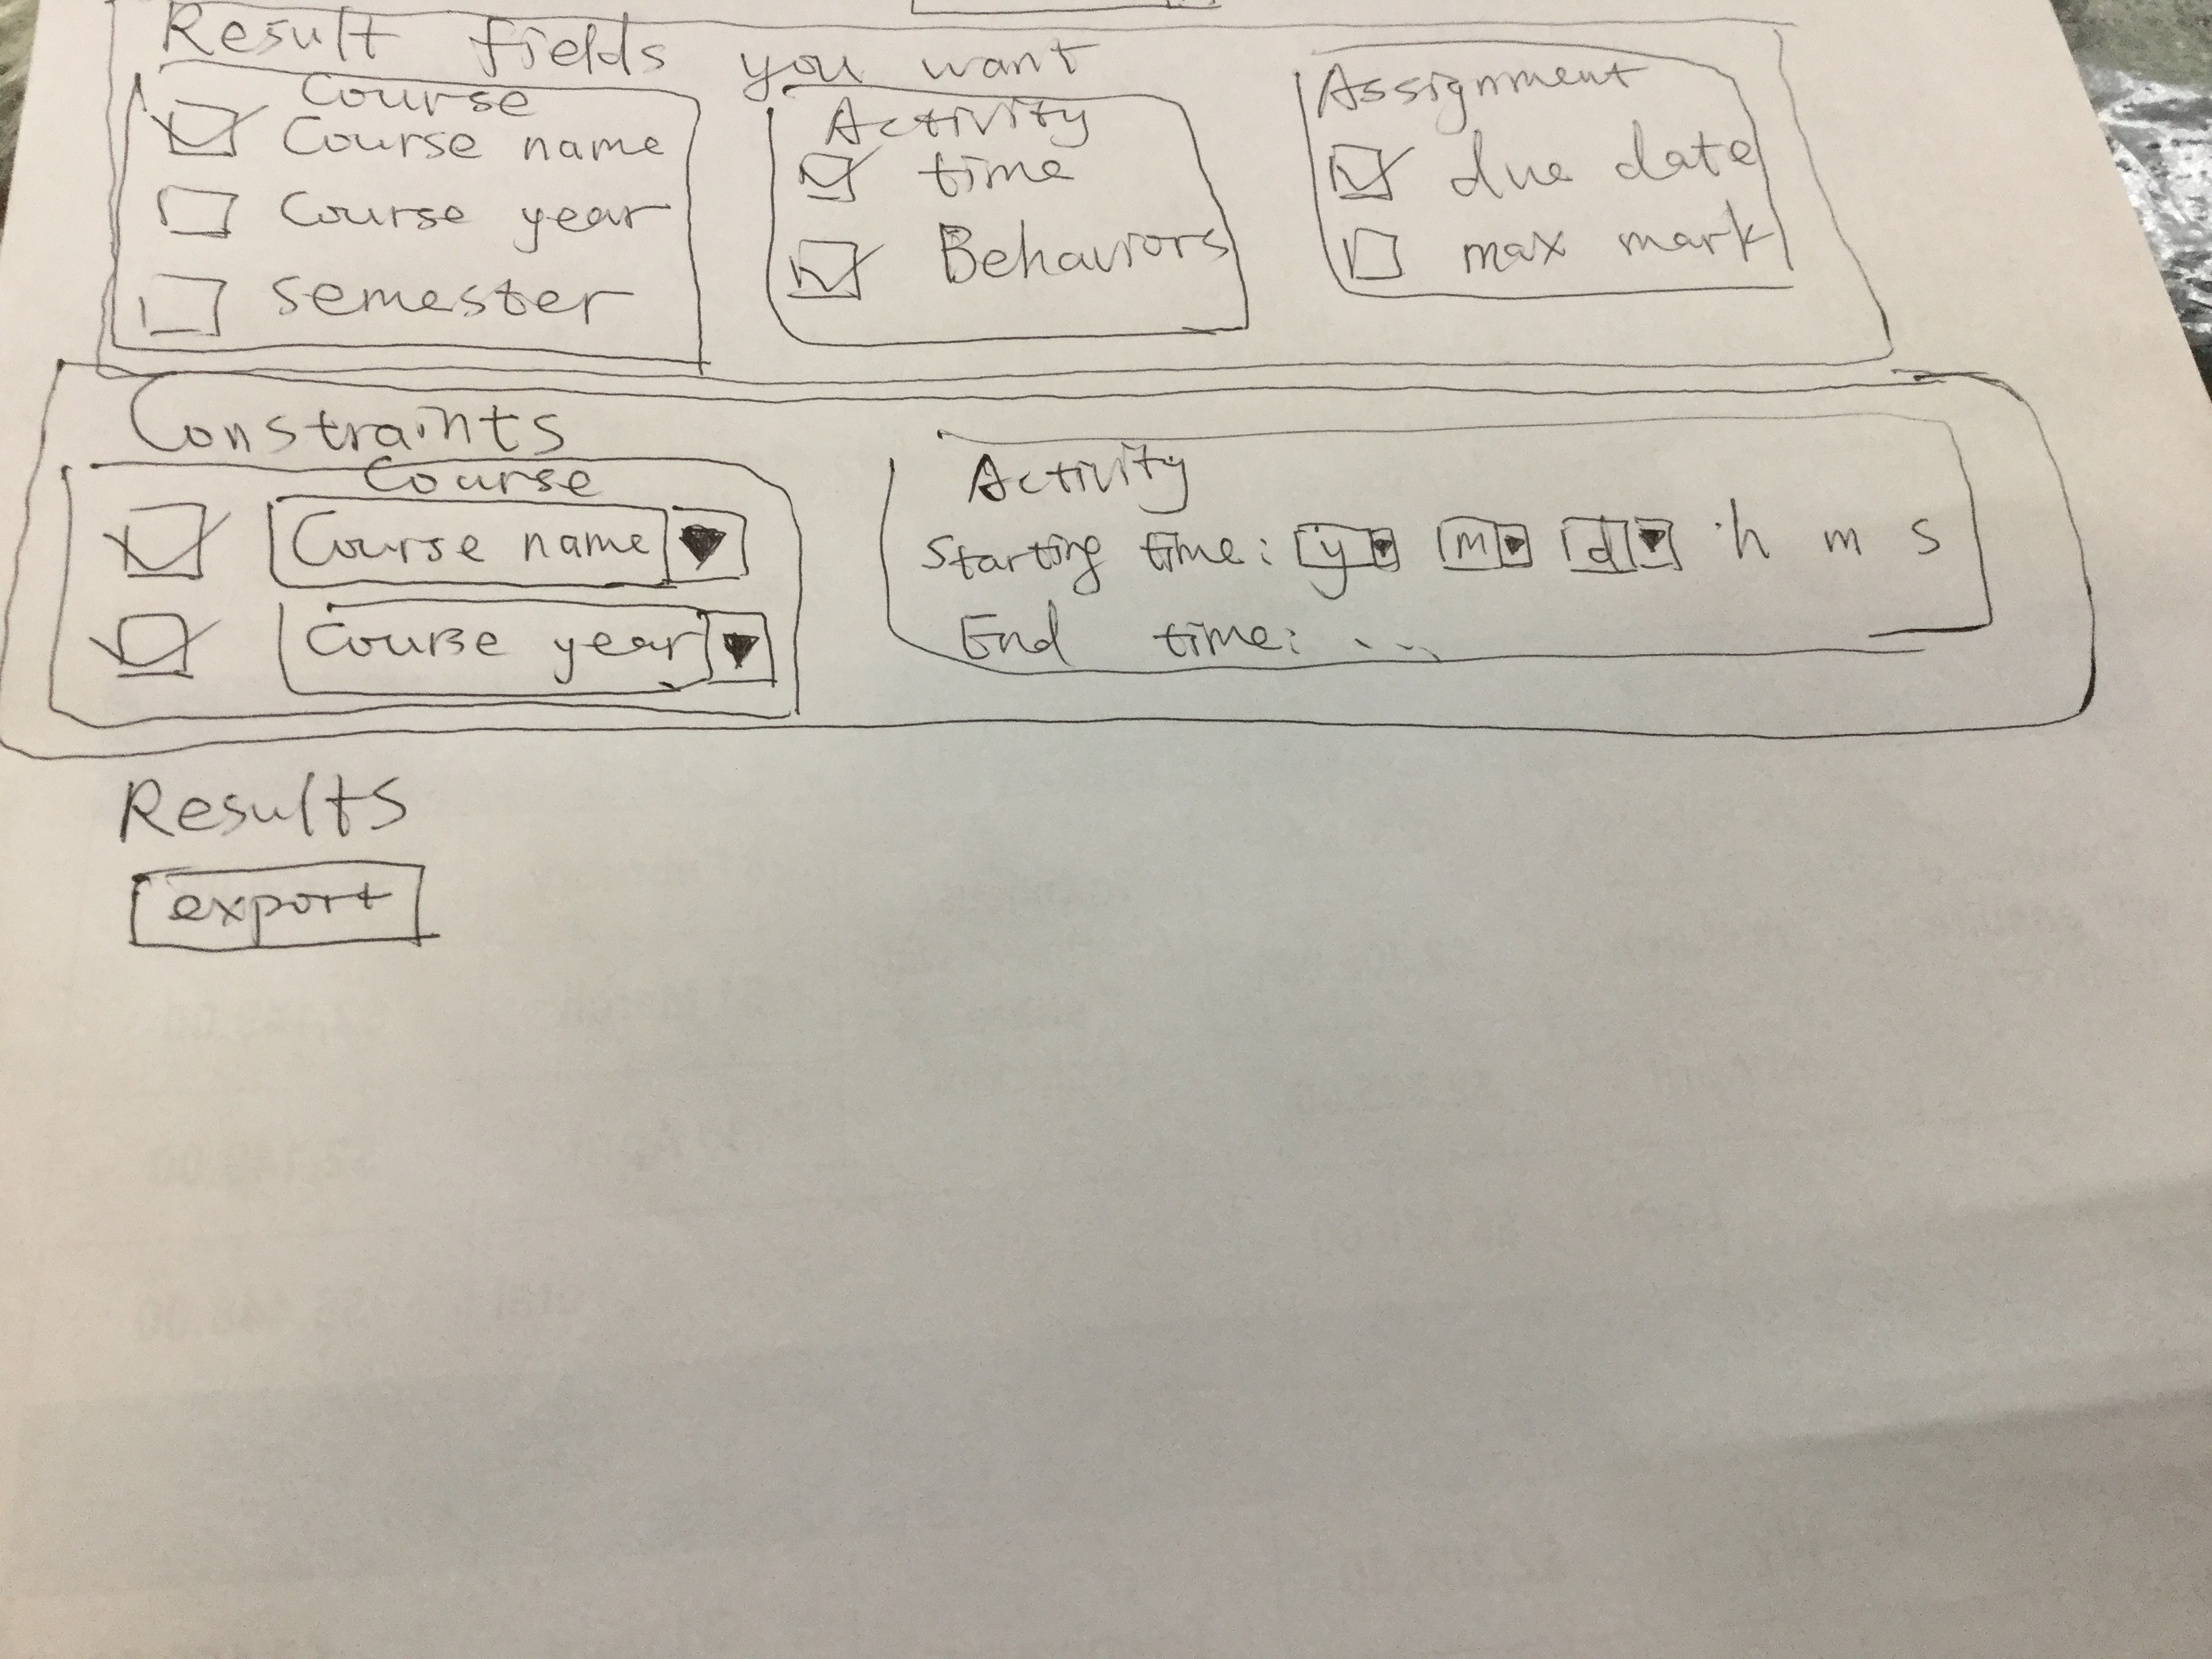 Result fields you want
Course
Course name
Course year
semester
Activity
time
Behaviors
Assignment
due date
max mark
Constraints
Course
Course name
Course year
Activity
Starting time: y m d h m s
End time: ...
Results
export